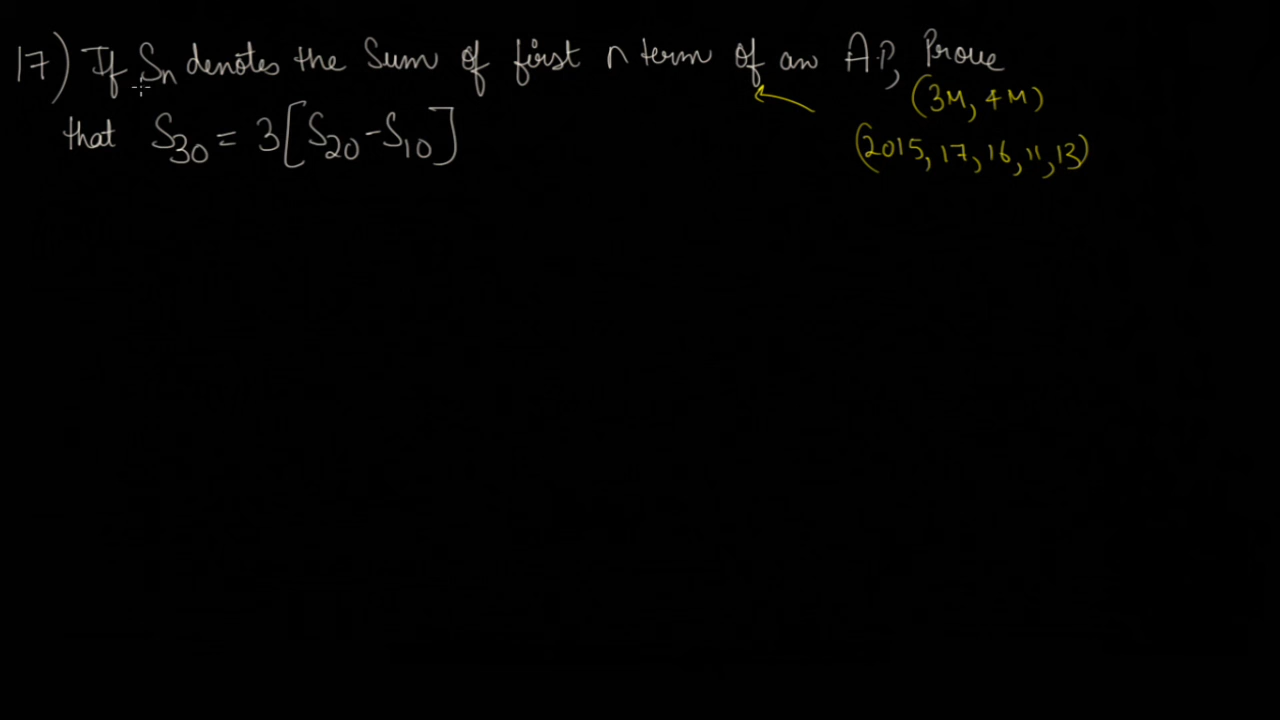 17) If Sn denotes the Sum of first n term of an A.P, Prove
(3M, 4M)
that S30 = 3[S20 - S10]
(2015, 17, 16, 11, 13)